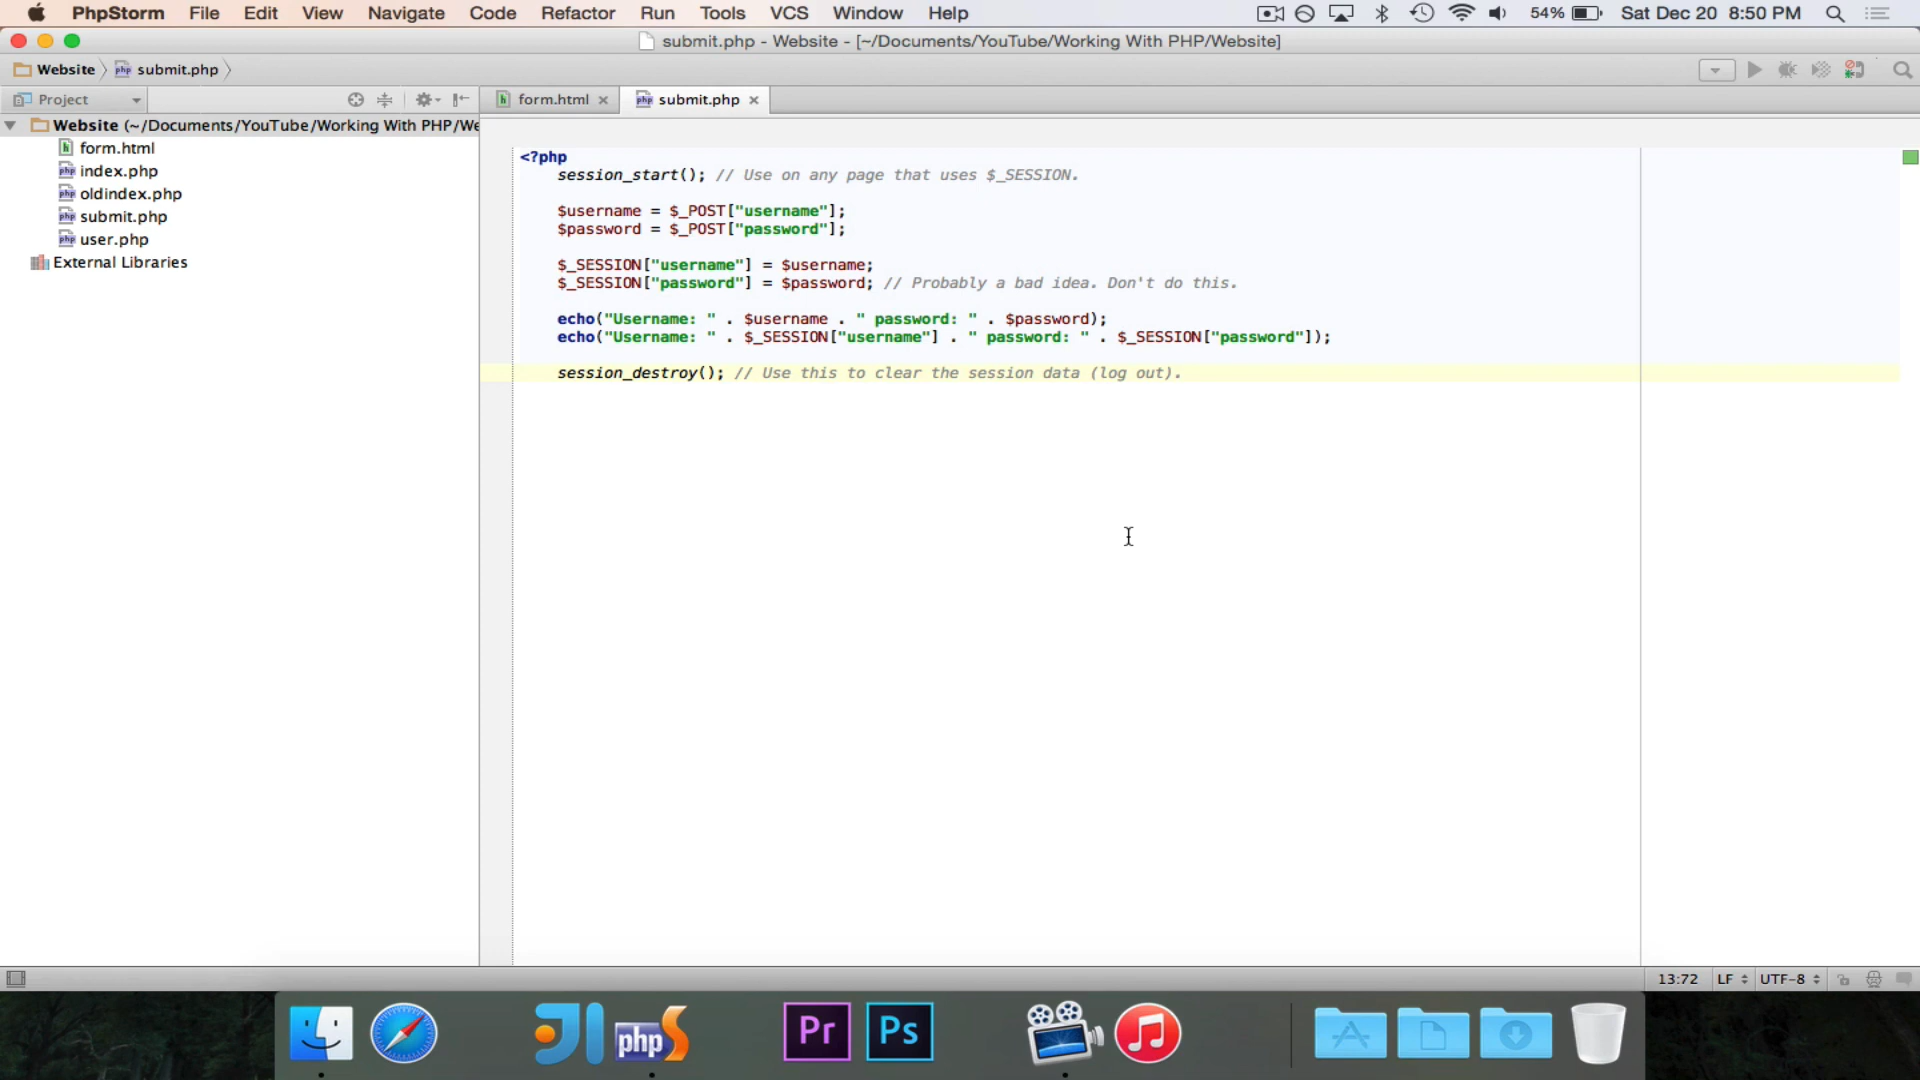 PhpStorm File Edit View Navigate Code Refactor Run Tools VCS Window Help 54% Sat Dec 20 8:50 PM
submit.php - Website - [~/Documents/YouTube/Working With PHP/Website]
Website submit.php
Project form.html submit.php
Website (~/Documents/YouTube/Working With PHP/We
form.html
index.php
oldindex.php
submit.php
user.php
External Libraries
<?php
session_start(); // Use on any page that uses $_SESSION.
$username = $_POST["username"];
$password = $_POST["password"];
$_SESSION["username"] = $username;
$_SESSION["password"] = $password; // Probably a bad idea. Don't do this.
echo("Username: " . $username . " password: " . $password);
echo("Username: " . $_SESSION["username"] . " password: " . $_SESSION["password"]);
session_destroy(); // Use this to clear the session data (log out).
13:72 LF UTF-8
phpS Pr Ps